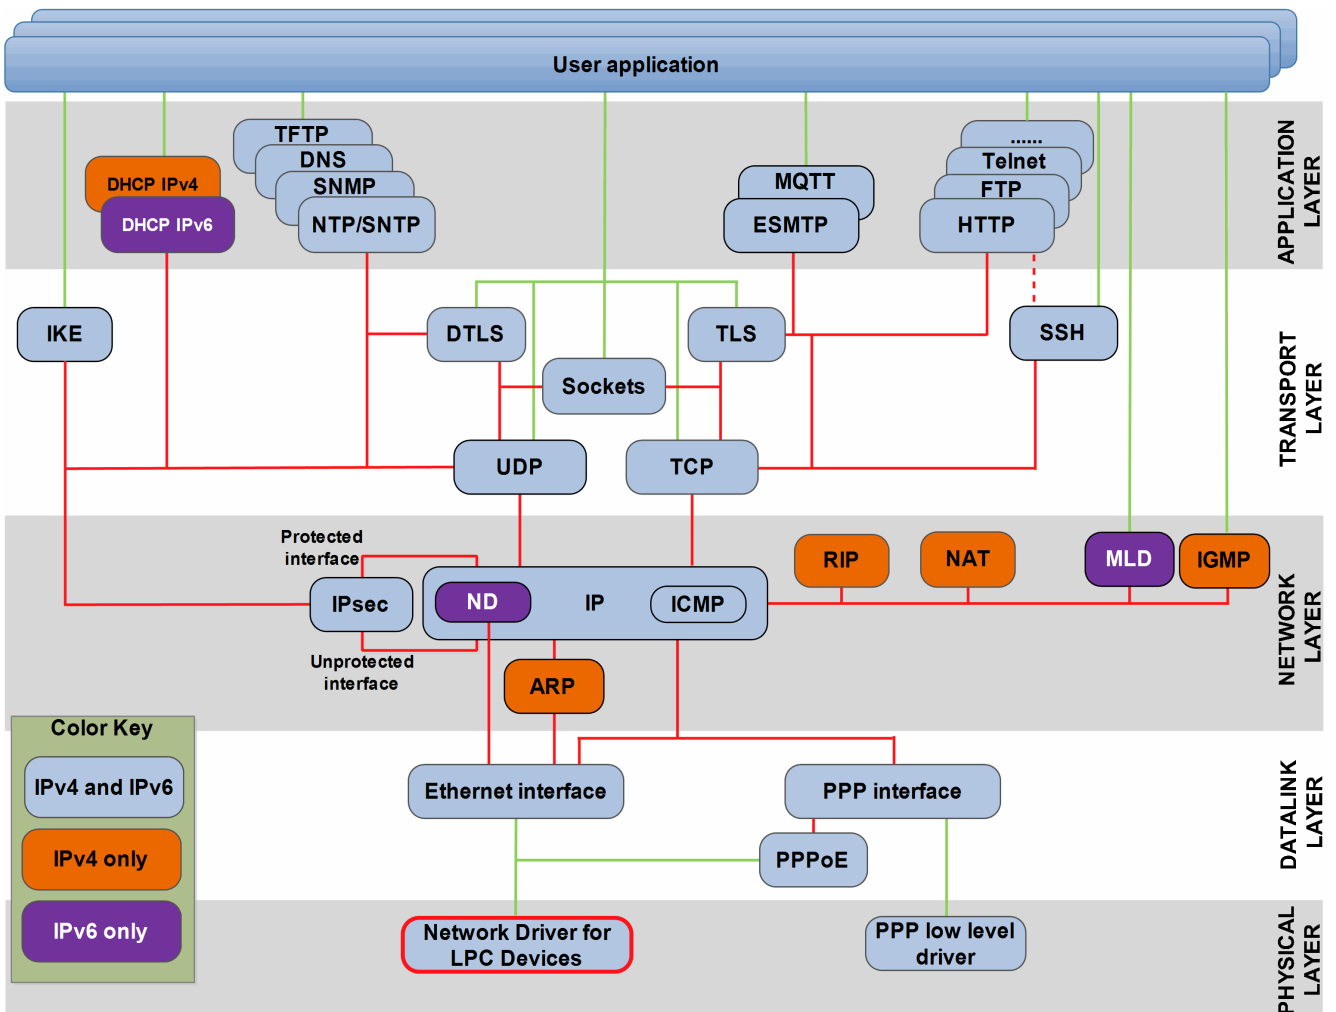 User application
TFTP
DNS
SNMP
NTP/SNTP
DHCP IPv4
DHCP IPv6
MQTT
ESMTP
......
Telnet
FTP
HTTP
APPLICATION
LAYER
IKE
DTLS
TLS
SSH
Sockets
UDP
TCP
TRANSPORT
LAYER
Protected
interface
IPsec
Unprotected
interface
ND
IP
ICMP
RIP
NAT
MLD
IGMP
ARP
NETWORK
LAYER
Color Key
IPv4 and IPv6
IPv4 only
IPv6 only
Ethernet interface
PPP interface
PPPoE
DATALINK
LAYER
Network Driver for
LPC Devices
PPP low level
driver
PHYSICAL
LAYER